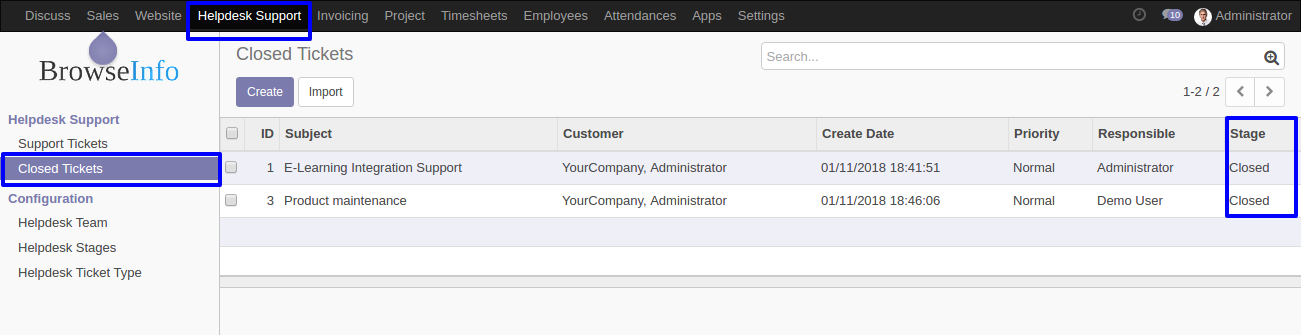 Discuss Sales Website Helpdesk Support Invoicing Project Timesheets Employees Attendances Apps Settings 10 Administrator
BrowseInfo
Helpdesk Support
Support Tickets
Closed Tickets
Configuration
Helpdesk Team
Helpdesk Stages
Helpdesk Ticket Type
Closed Tickets
Search...
Create Import
1-2 / 2
ID Subject Customer Create Date Priority Responsible Stage
1 E-Learning Integration Support YourCompany, Administrator 01/11/2018 18:41:51 Normal Administrator Closed
3 Product maintenance YourCompany, Administrator 01/11/2018 18:46:06 Normal Demo User Closed